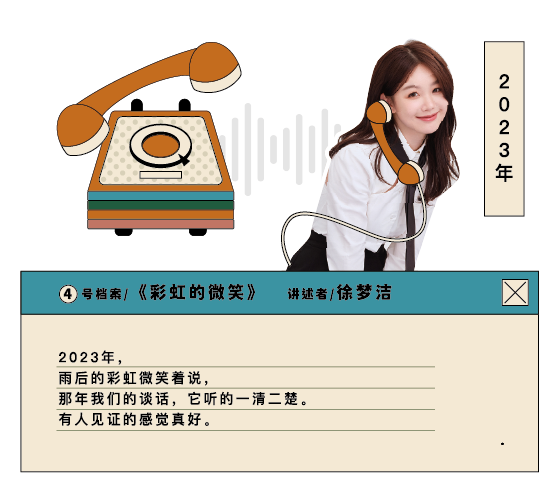 2023年
④号档案/《彩虹的微笑》 讲述者/徐梦洁
2023年，
雨后的彩虹微笑着说，
那年我们的谈话，它听的一清二楚。
有人见证的感觉真好。